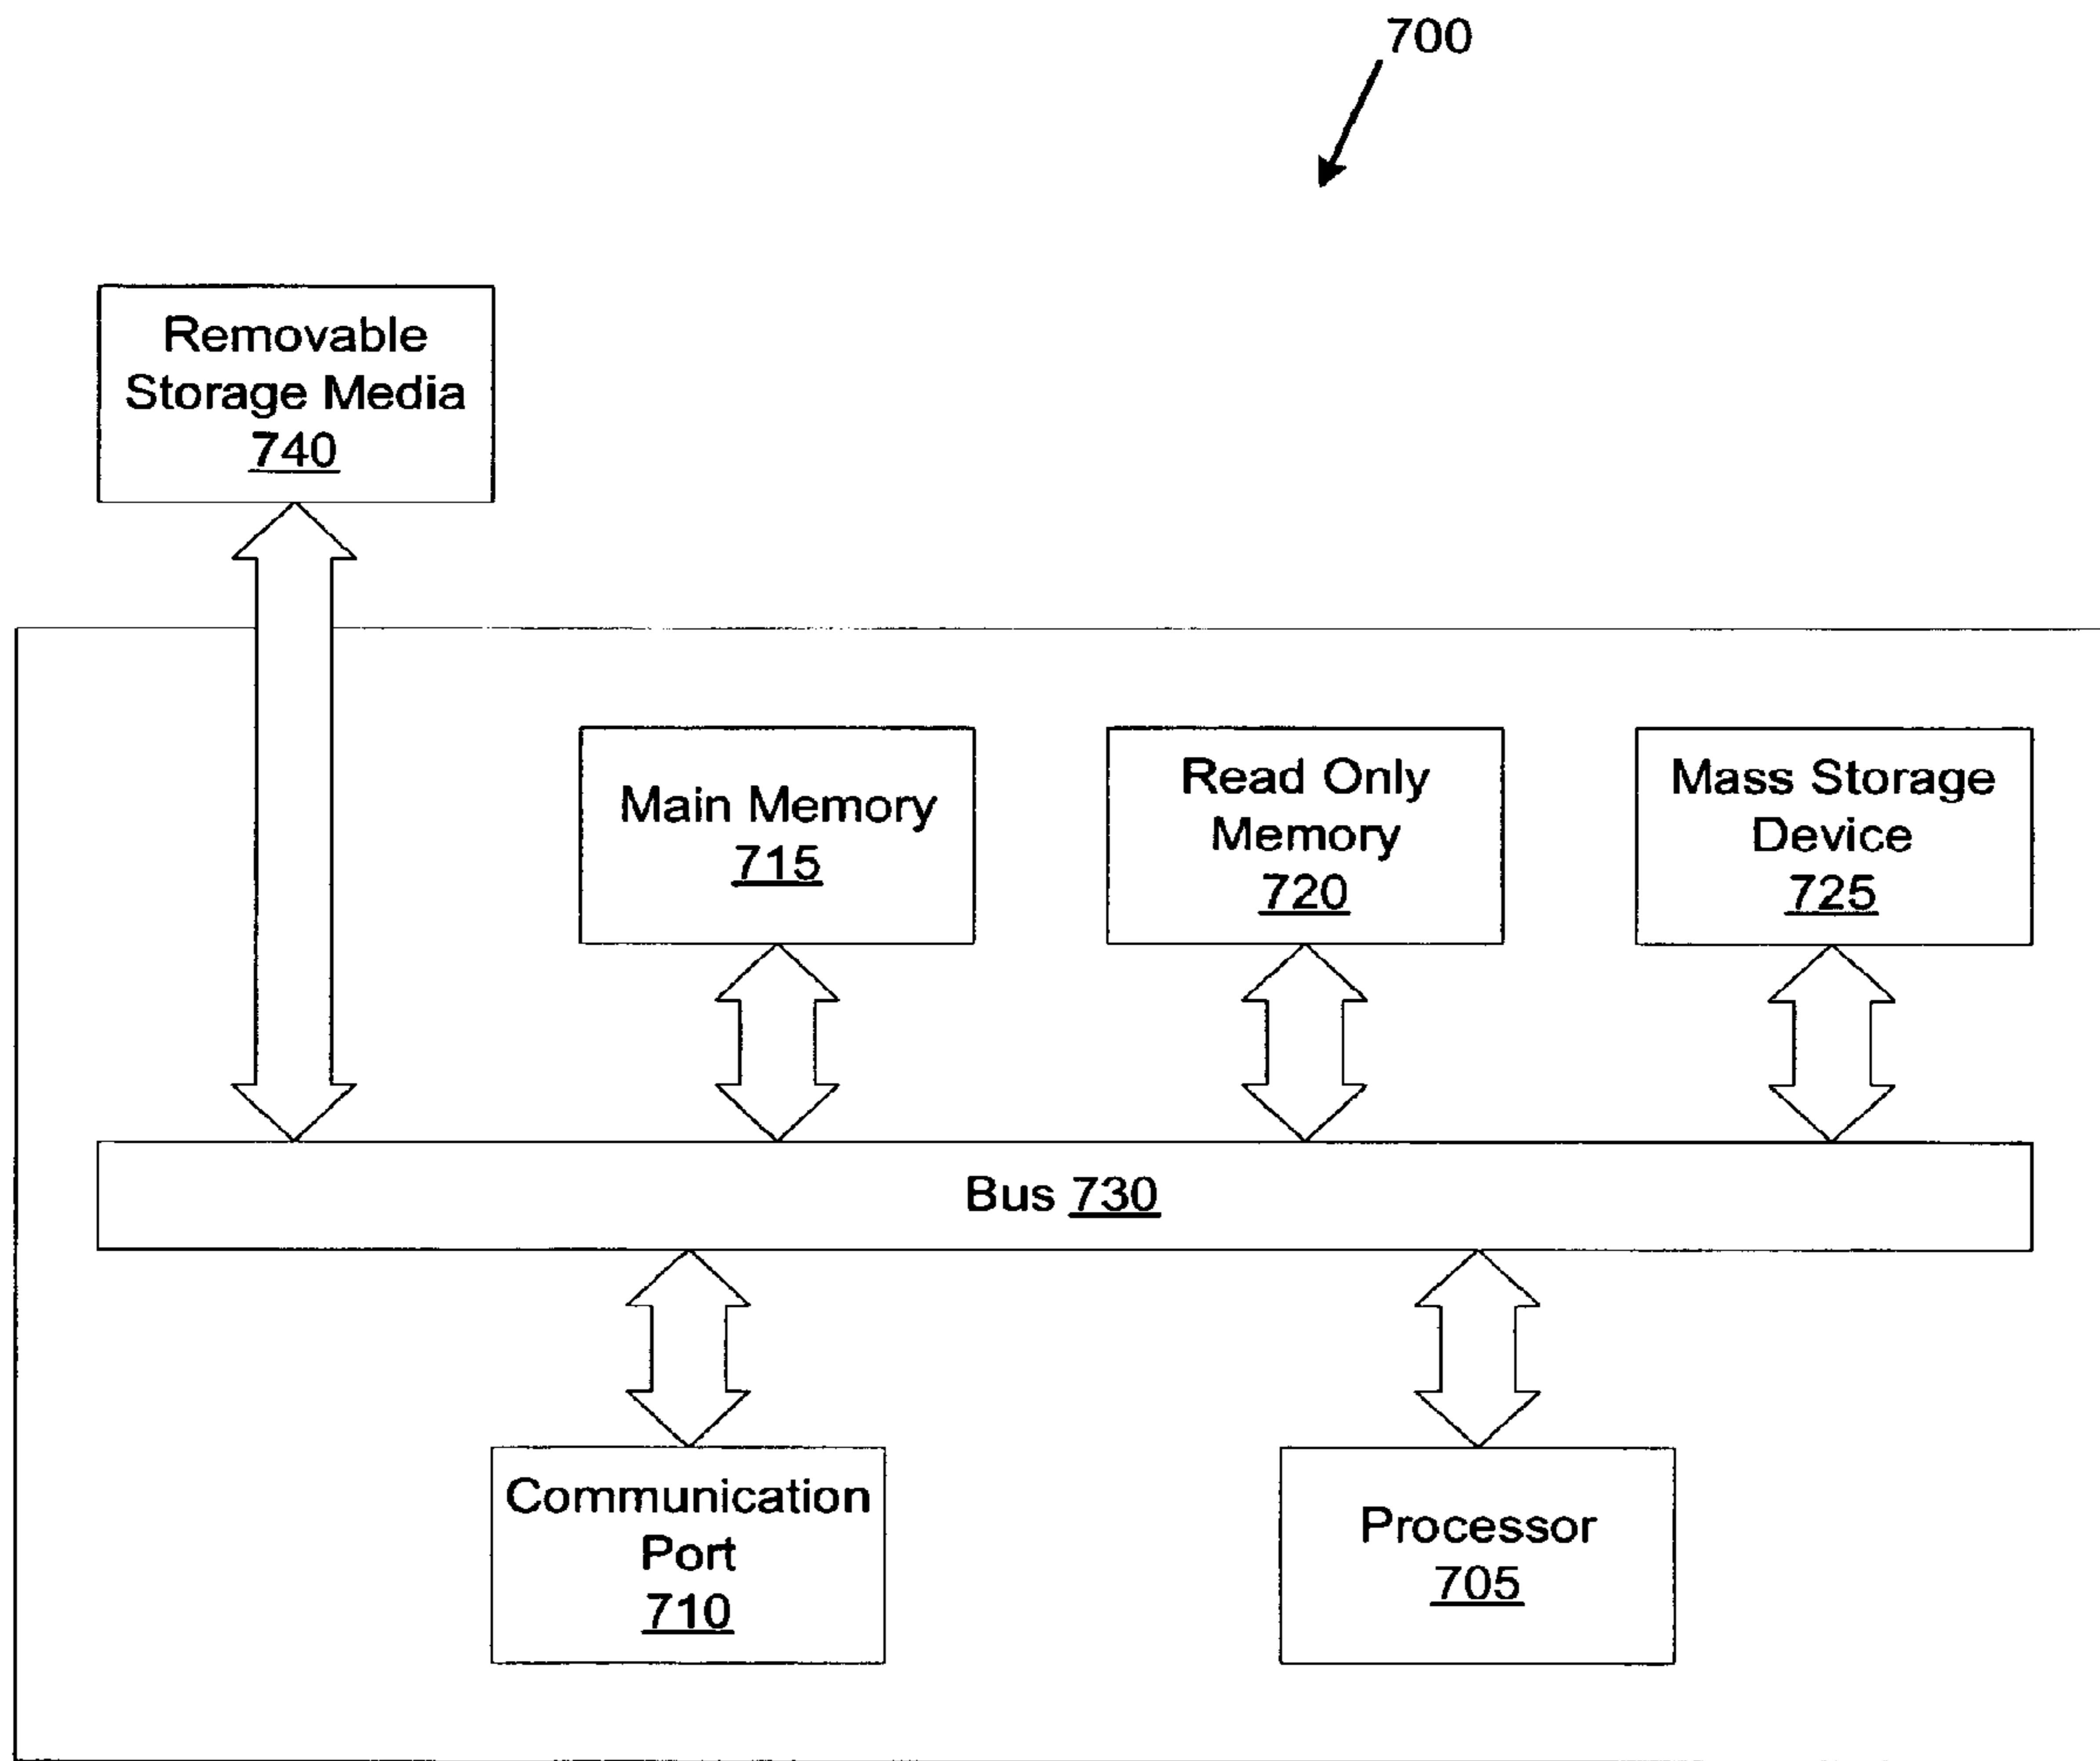 700
Removable
Storage Media
740
Main Memory
715
Read Only
Memory
720
Mass Storage
Device
725
Bus 730
Communication
Port
710
Processor
705